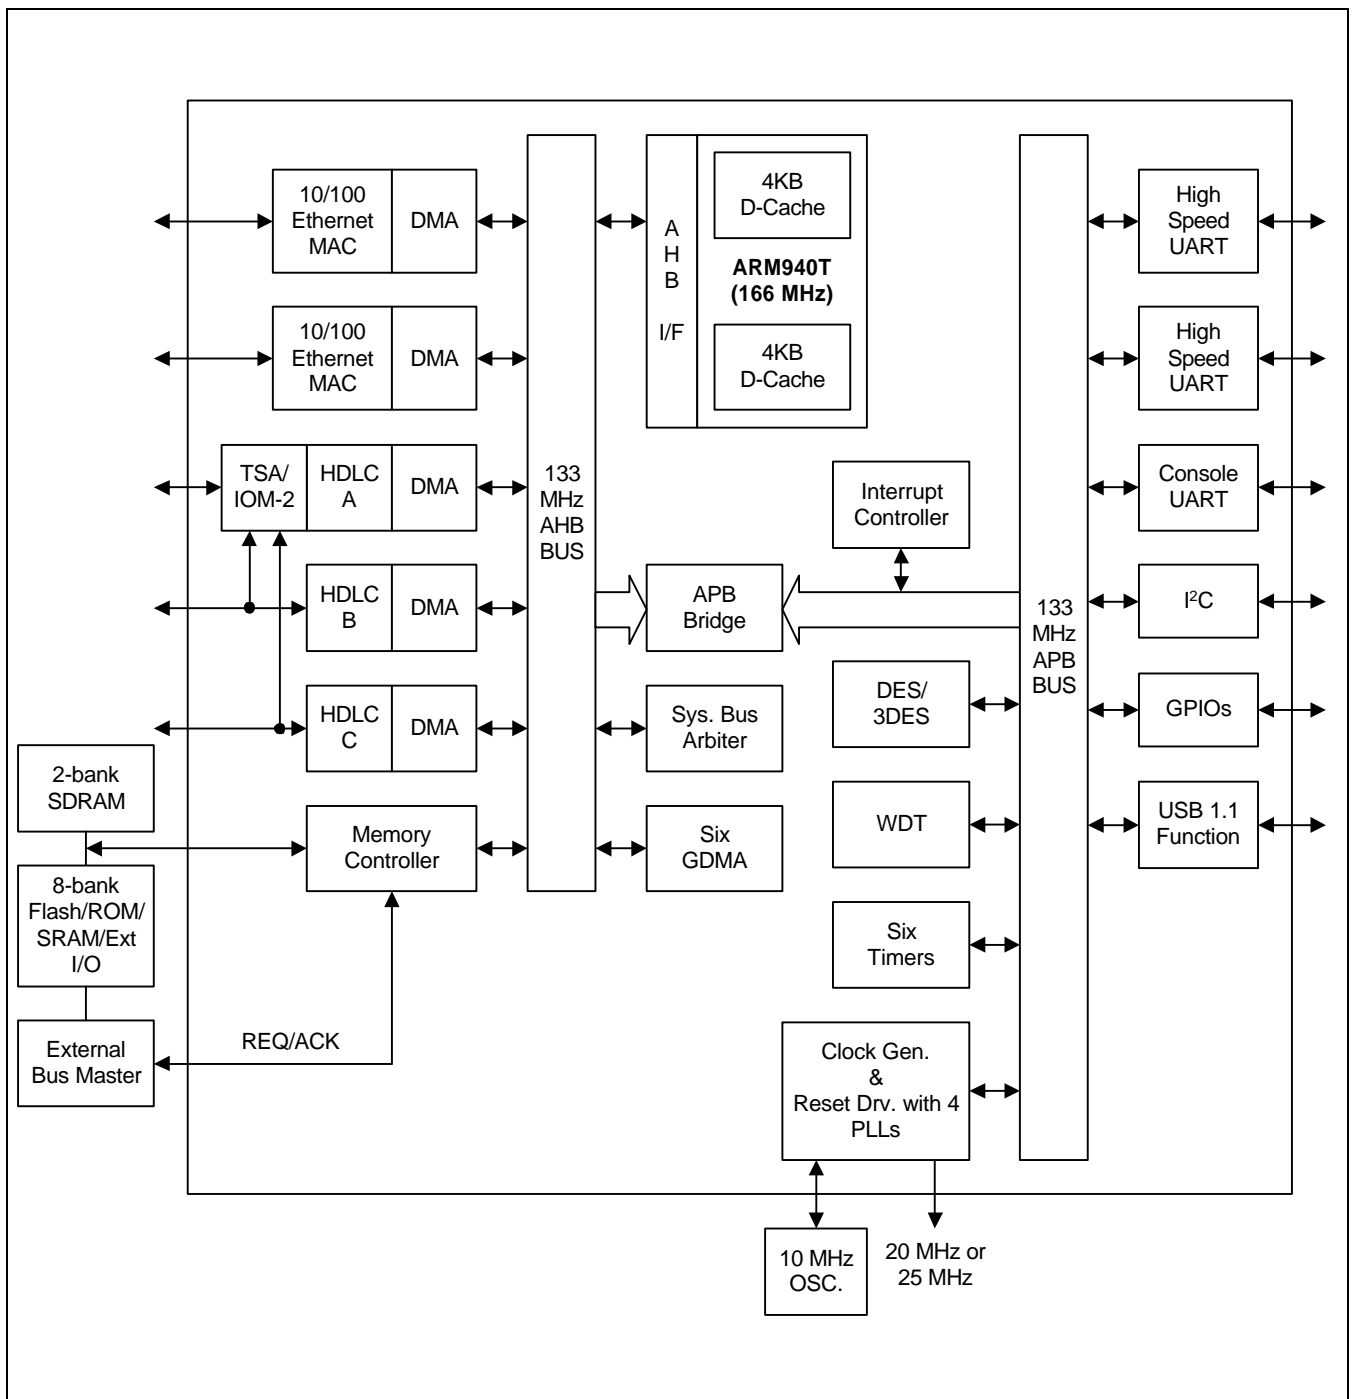 10/100
Ethernet
MAC
DMA
10/100
Ethernet
MAC
DMA
TSA/
IOM-2
HDLC
A
DMA
HDLC
B
DMA
HDLC
C
DMA
2-bank
SDRAM
8-bank
Flash/ROM/
SRAM/Ext
I/O
External
Bus Master
REQ/ACK
Memory
Controller
133
MHz
AHB
BUS
A
H
B
I/F
4KB
D-Cache
ARM940T
(166 MHz)
4KB
D-Cache
Interrupt
Controller
APB
Bridge
Sys. Bus
Arbiter
Six
GDMA
DES/
3DES
WDT
Six
Timers
Clock Gen.
&
Reset Drv. with 4
PLLs
10 MHz
OSC.
20 MHz or
25 MHz
133
MHz
APB
BUS
High
Speed
UART
High
Speed
UART
Console
UART
I²C
GPIOs
USB 1.1
Function